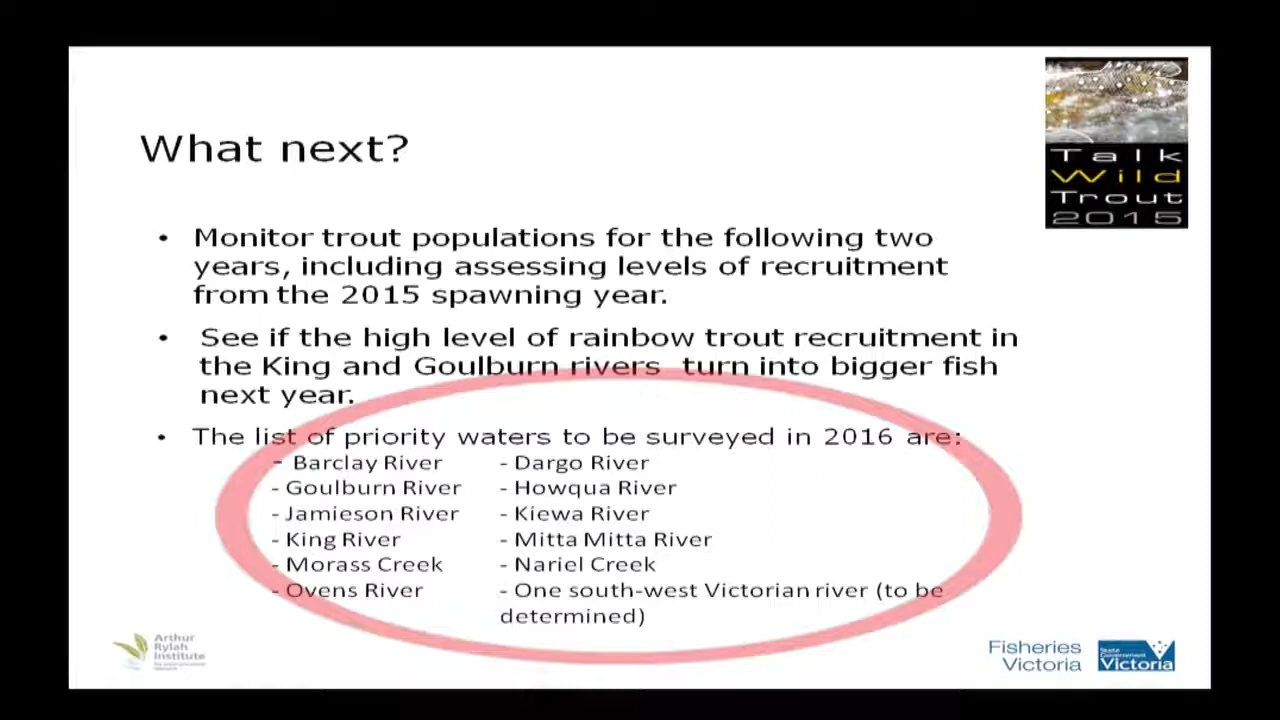 Talk
Wild
Trout
2015
What next?
• Monitor trout populations for the following two
years, including assessing levels of recruitment
from the 2015 spawning year.
• See if the high level of rainbow trout recruitment in
the King and Goulburn rivers turn into bigger fish
next year.
• The list of priority waters to be surveyed in 2016 are:
- Barclay River - Dargo River
- Goulburn River - Howqua River
- Jamieson River - Kiewa River
- King River - Mitta Mitta River
- Morass Creek - Nariel Creek
- Ovens River - One south-west Victorian river (to be
determined)
Arthur
Rylah
Institute
Fisheries
Victoria
State
Government
Victoria